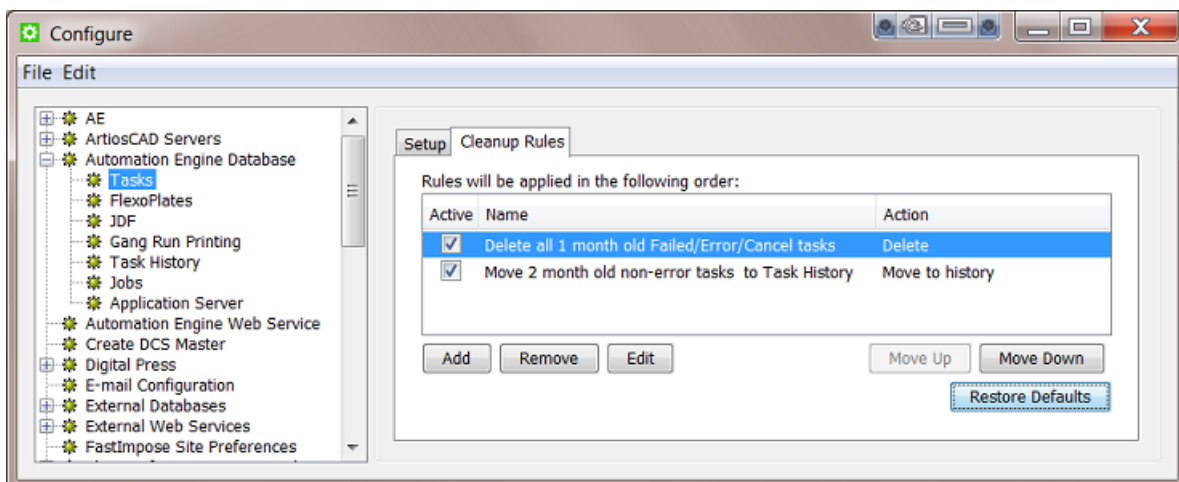 Configure
File Edit
AE
ArtiosCAD Servers
Automation Engine Database
Tasks
FlexoPlates
JDF
Gang Run Printing
Task History
Jobs
Application Server
Automation Engine Web Service
Create DCS Master
Digital Press
E-mail Configuration
External Databases
External Web Services
FastImpose Site Preferences
Setup Cleanup Rules
Rules will be applied in the following order:
Active Name Action
Delete all 1 month old Failed/Error/Cancel tasks Delete
Move 2 month old non-error tasks to Task History Move to history
Add Remove Edit Move Up Move Down
Restore Defaults